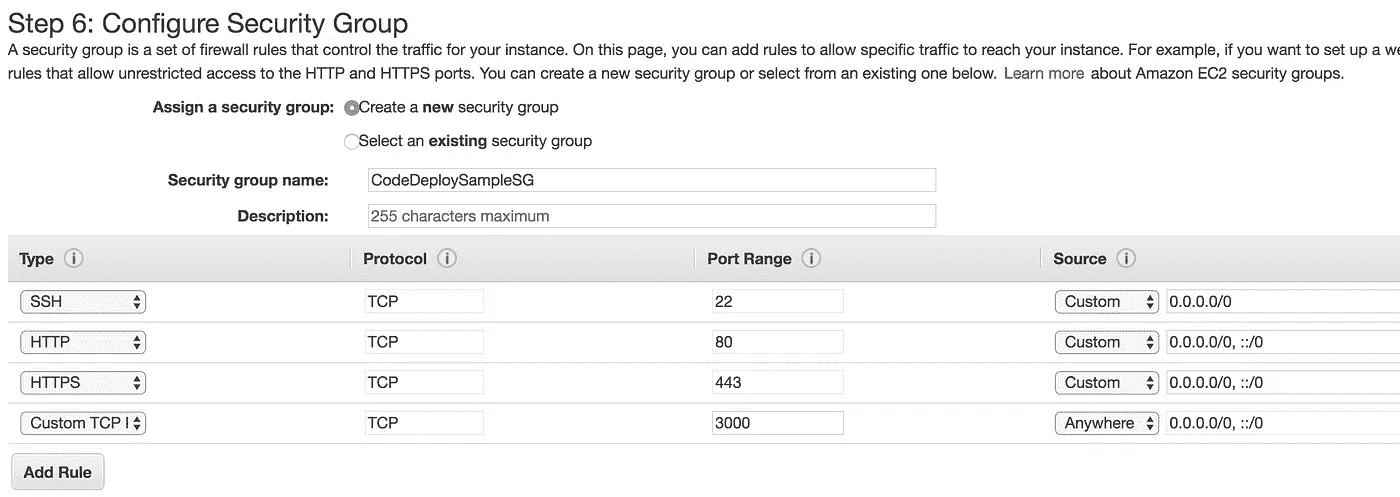 Step 6: Configure Security Group
A security group is a set of firewall rules that control the traffic for your instance. On this page, you can add rules to allow specific traffic to reach your instance. For example, if you want to set up a we
rules that allow unrestricted access to the HTTP and HTTPS ports. You can create a new security group or select from an existing one below. Learn more about Amazon EC2 security groups.
Assign a security group: Create a new security group
Select an existing security group
Security group name: CodeDeploySampleSG
Description: 255 characters maximum
Type i Protocol i Port Range i Source i
SSH TCP 22 Custom 0.0.0.0/0
HTTP TCP 80 Custom 0.0.0.0/0, ::/0
HTTPS TCP 443 Custom 0.0.0.0/0, ::/0
Custom TCP TCP 3000 Anywhere 0.0.0.0/0, ::/0
Add Rule